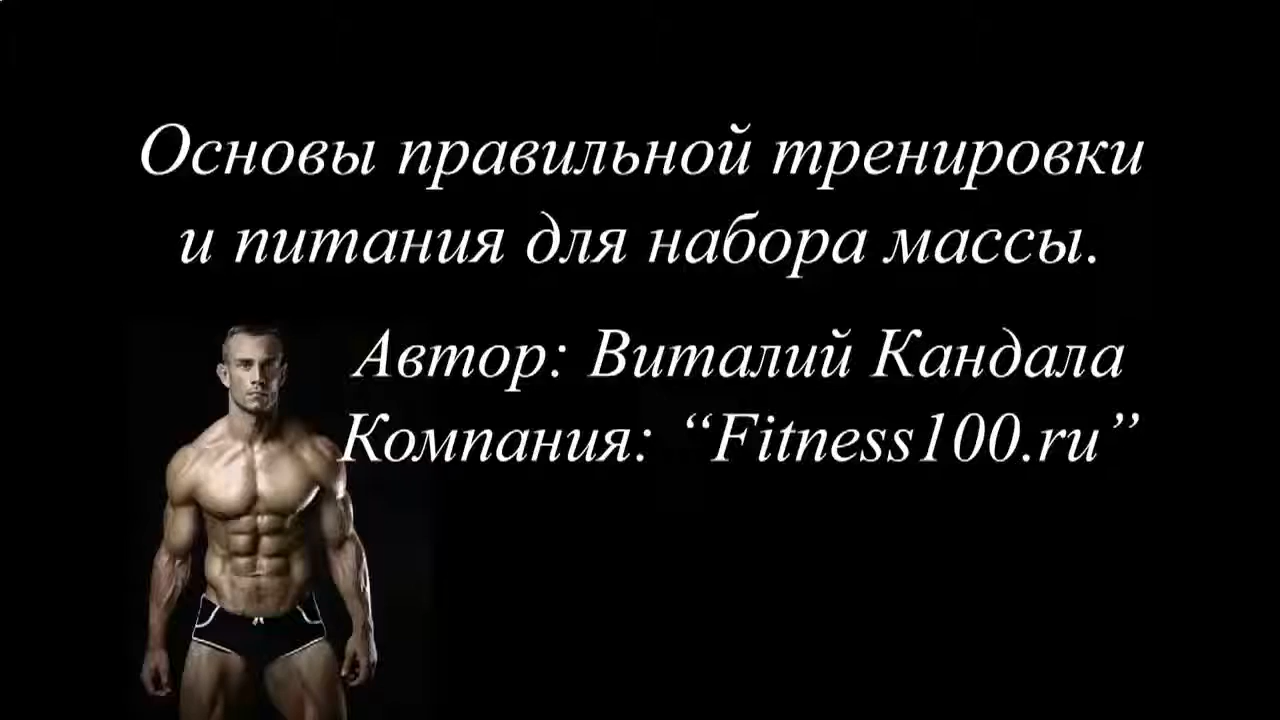 Основы правильной тренировки
и питания для набора массы.
Автор: Виталий Кандала
Компания: “Fitness100.ru”